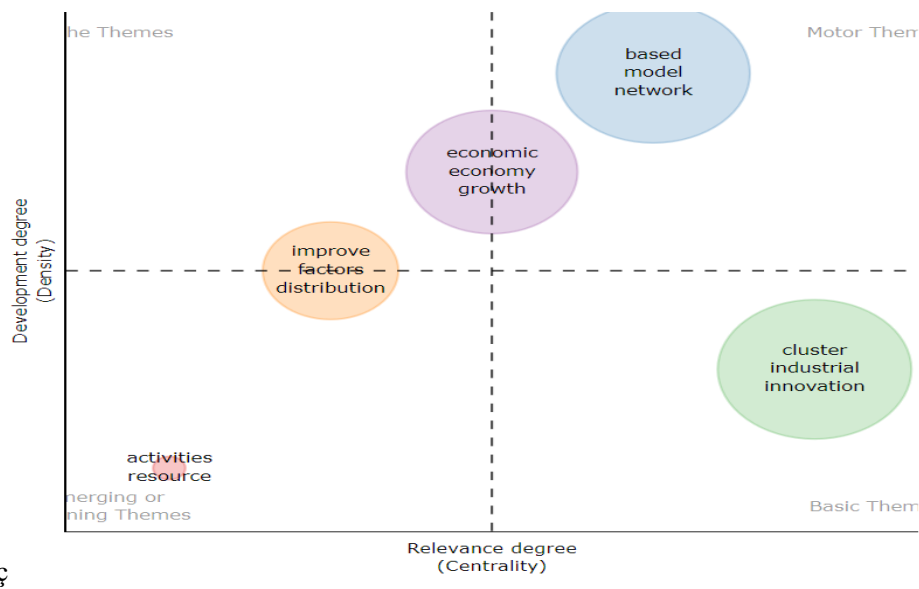 he Themes
Motor Them
based
model
network
economic
economy
growth
improve
factors
distribution
cluster
industrial
innovation
activities
resource
merging or
ning Themes
Basic Them
Development degree
(Density)
Relevance degree
(Centrality)
ç